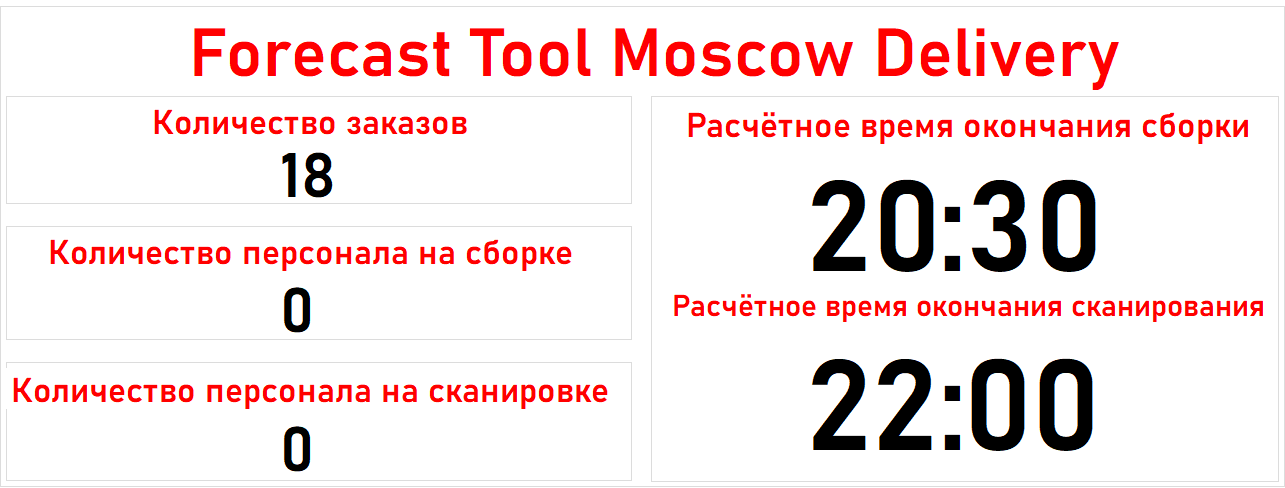 Forecast Tool Moscow Delivery
Количество заказов
18
Количество персонала на сборке
0
Количество персонала на сканировке
0
Расчётное время окончания сборки
20:30
Расчётное время окончания сканирования
22:00